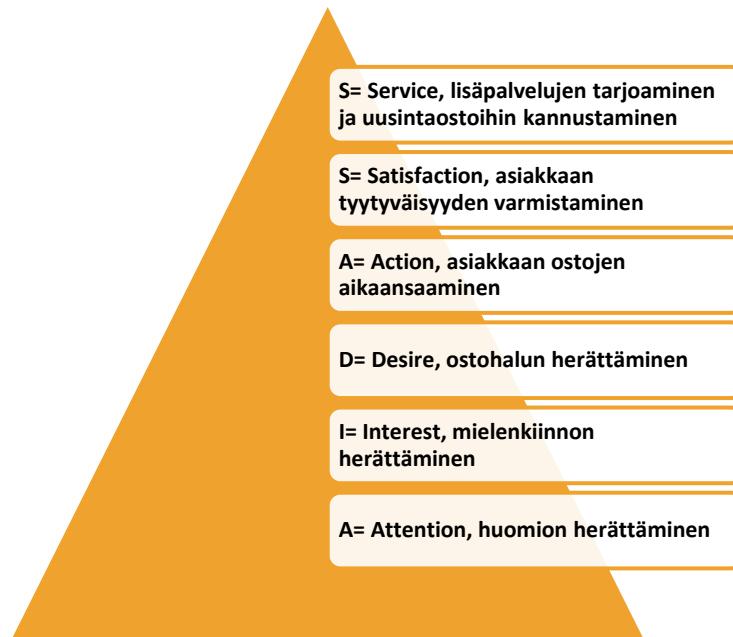 S= Service, lisäpalvelujen tarjoaminen
ja uusintaostoihin kannustaminen
S= Satisfaction, asiakkaan
tyytyväisyyden varmistaminen
A= Action, asiakkaan ostojen
aikaansaaminen
D= Desire, ostohalun herättäminen
I= Interest, mielenkiinnon
herättäminen
A= Attention, huomion herättäminen